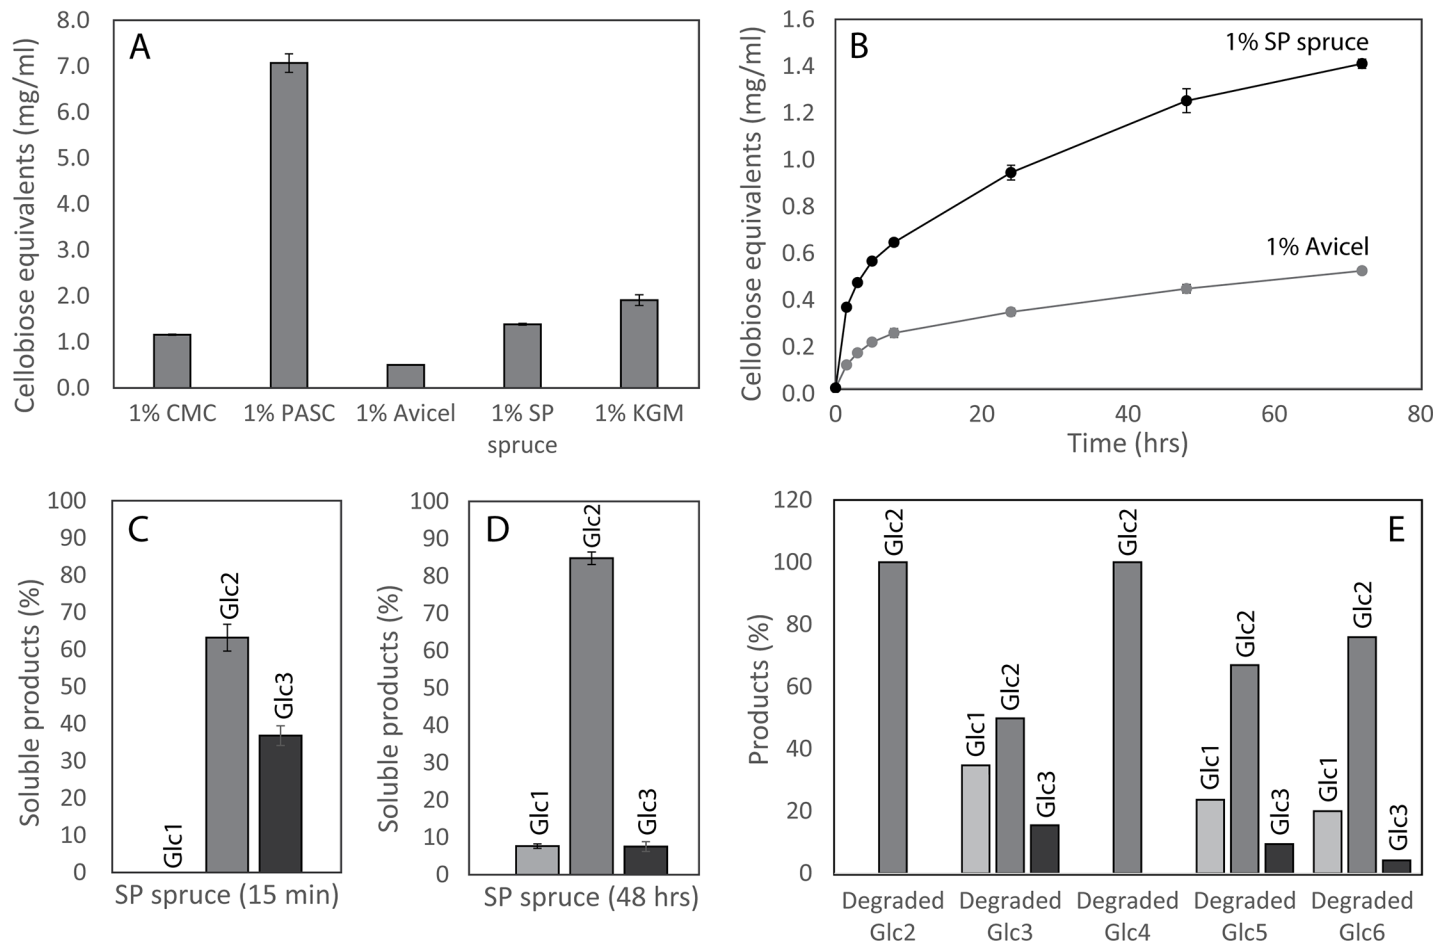 A
Cellobiose equivalents (mg/ml)
8.0
7.0
6.0
5.0
4.0
3.0
2.0
1.0
0.0
1% CMC 1% PASC 1% Avicel 1% SP 1% KGM
spruce
B
Cellobiose equivalents (mg/ml)
1.6
1.4
1.2
1.0
0.8
0.6
0.4
0.2
0.0
1% SP spruce
1% Avicel
0 20 40 60 80
Time (hrs)
C
Soluble products (%)
100
90
80
70
60
50
40
30
20
10
0
Glc1
Glc2
Glc3
SP spruce (15 min)
D
Soluble products (%)
100
90
80
70
60
50
40
30
20
10
0
Glc1
Glc2
Glc3
SP spruce (48 hrs)
E
Products (%)
120
100
80
60
40
20
0
Glc2
Glc1
Glc2
Glc3
Glc2
Glc1
Glc2
Glc3
Glc1
Glc2
Glc3
Degraded Degraded Degraded Degraded Degraded
Glc2 Glc3 Glc4 Glc5 Glc6